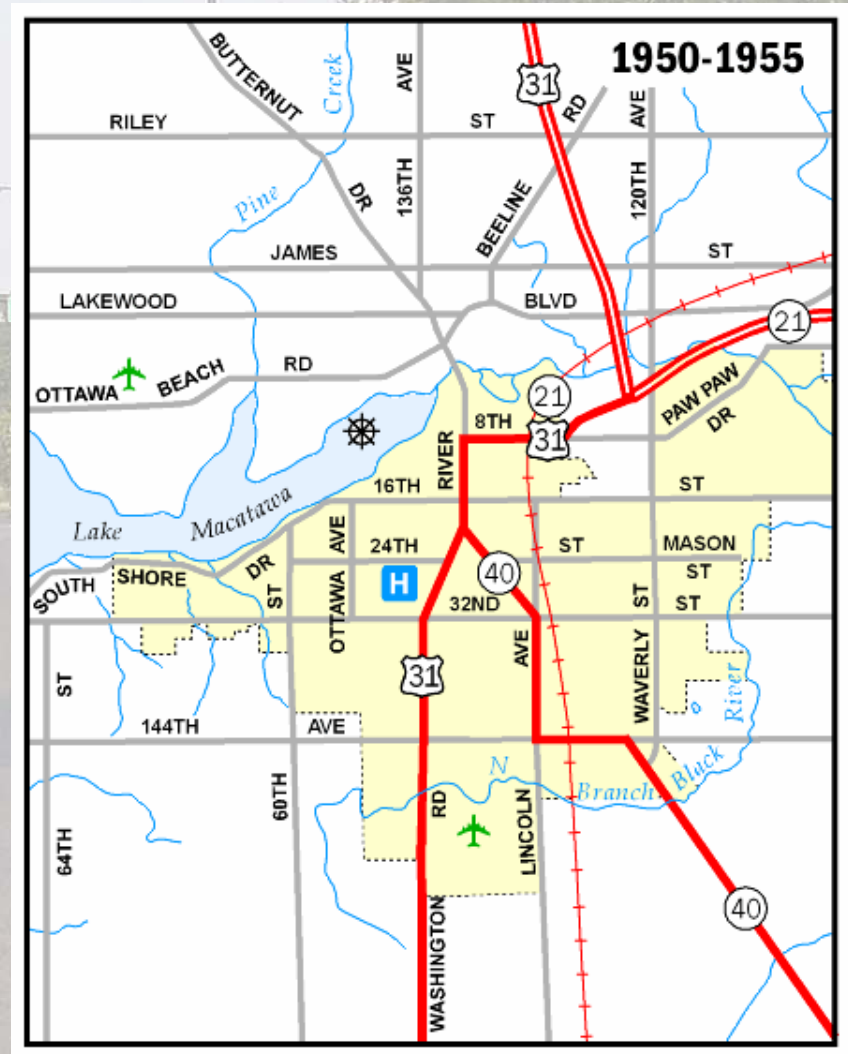 1950-1955
31
BUTTERNUT
DR
Pine
Creek
136TH
AVE
RILEY
ST
BEELINE
RD
120TH
AVE
JAMES
ST
LAKEWOOD
BLVD
21
OTTAWA
BEACH
RD
21
31
8TH
PAW PAW
DR
RIVER
16TH
ST
Lake
Macatawa
24TH
ST
MASON
ST
SOUTH
SHORE
DR
ST
OTTAWA
AVE
H
40
32ND
ST
AVE
WAVERLY
ST
31
ST
144TH
AVE
N
Branch
Black
River
64TH
60TH
RD
WASHINGTON
LINCOLN
40